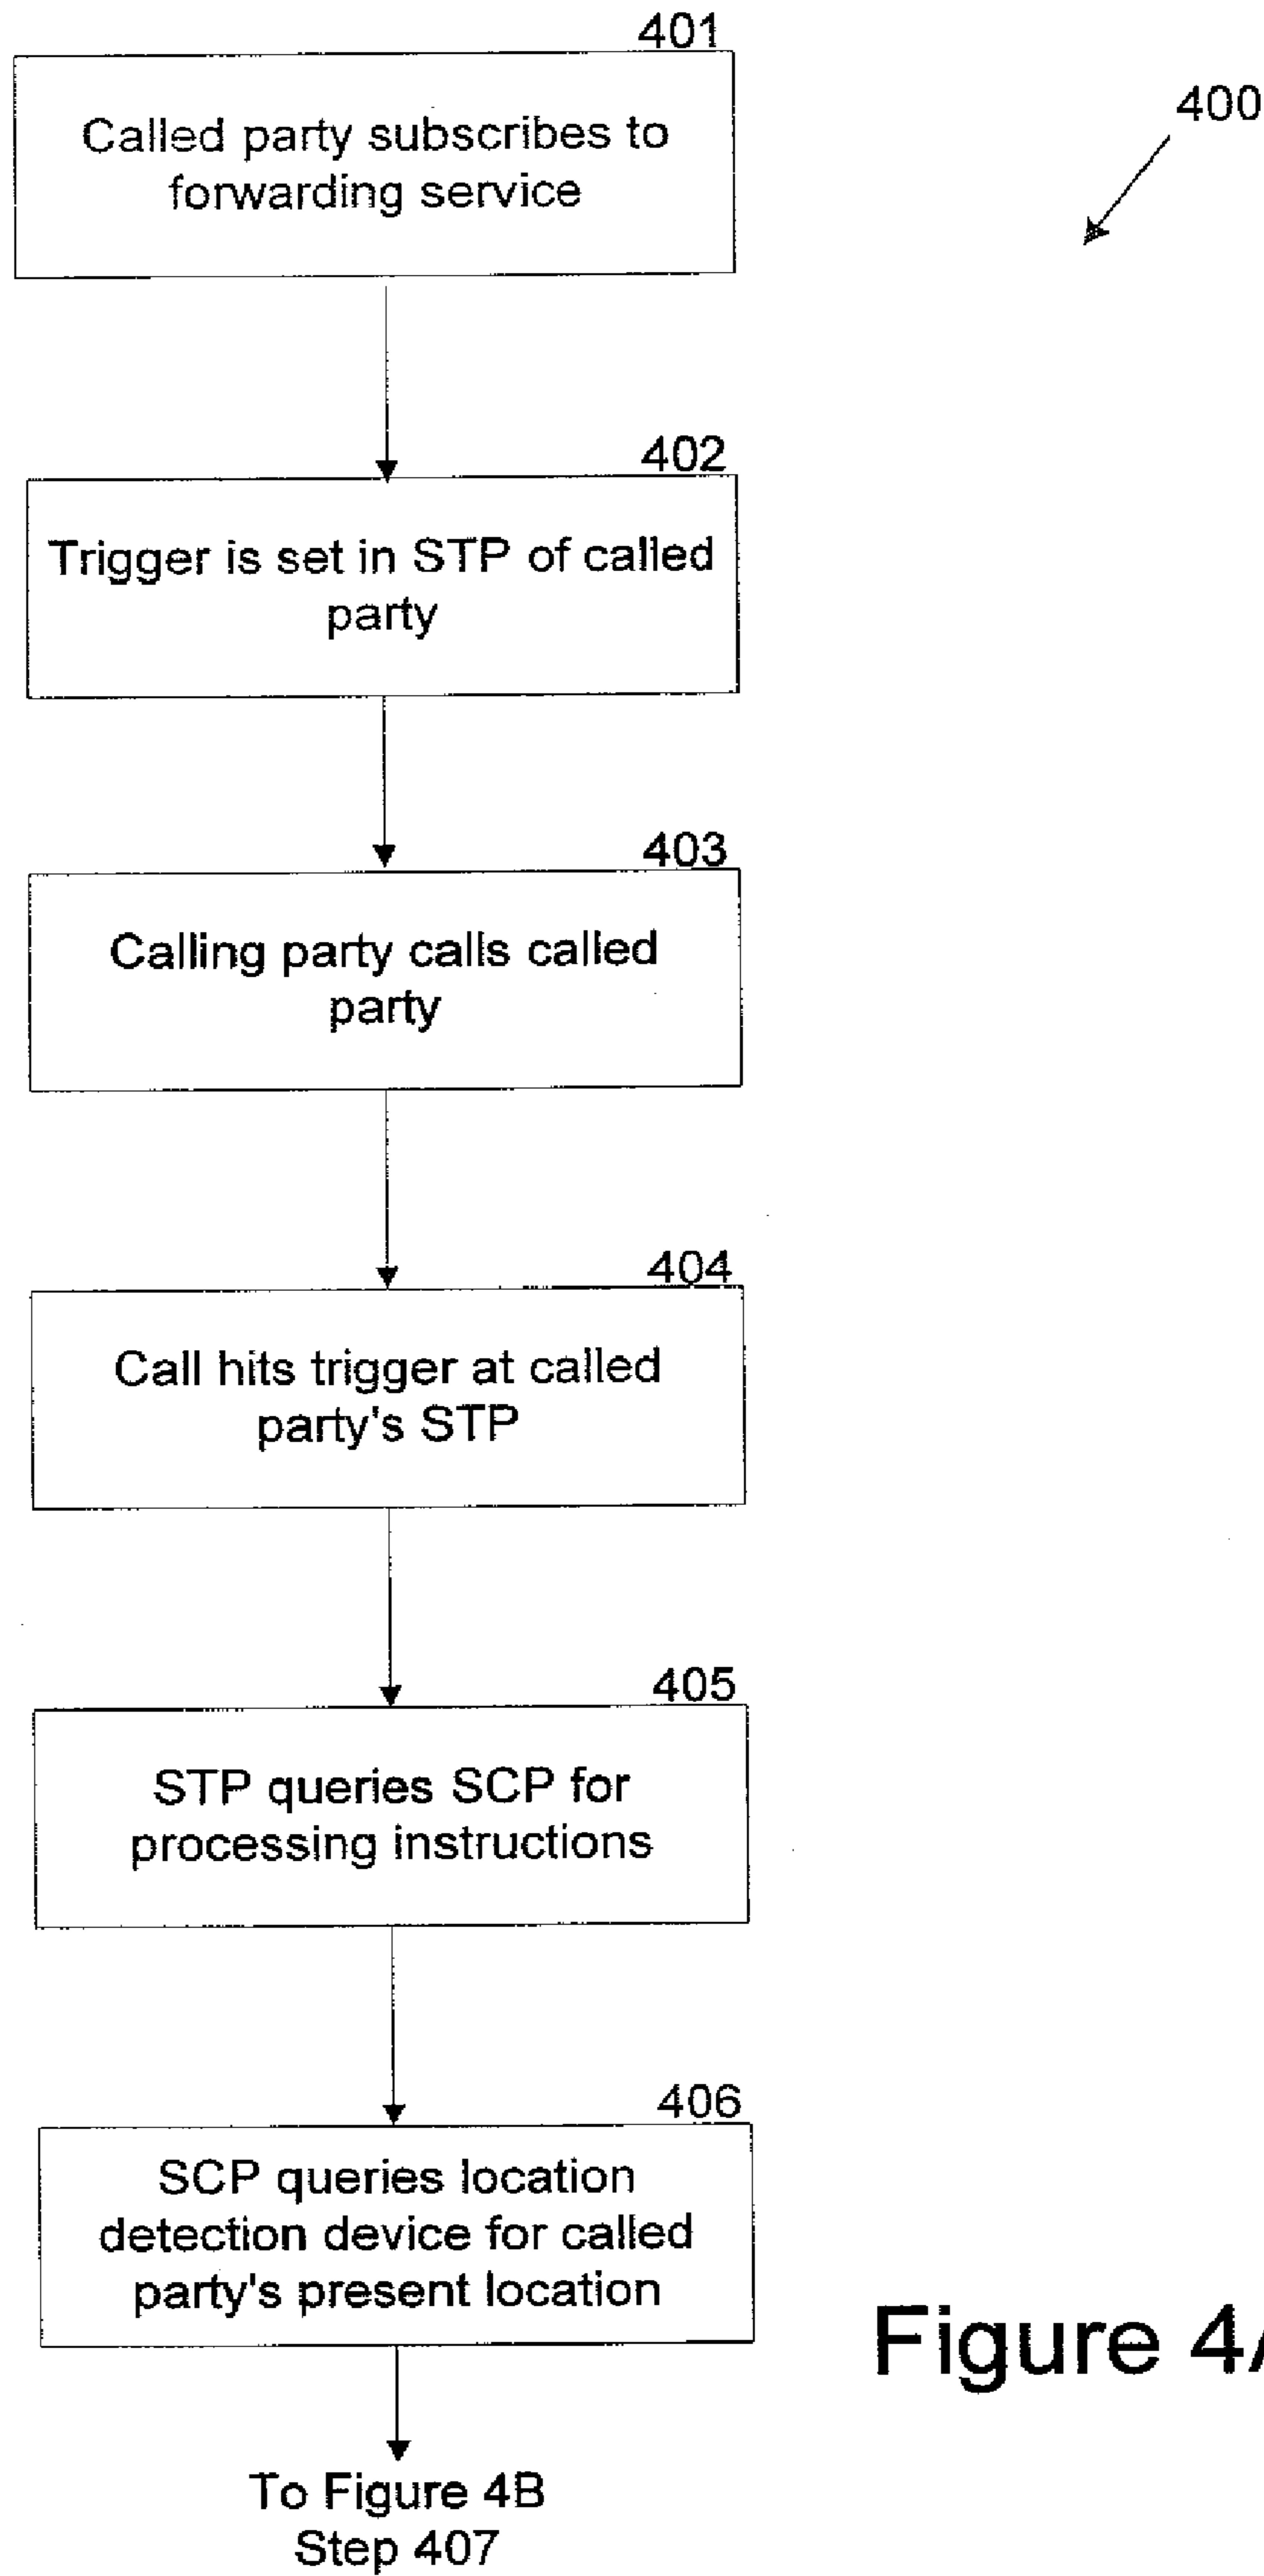 401
Called party subscribes to
forwarding service
400
402
Trigger is set in STP of called
party
403
Calling party calls called
party
404
Call hits trigger at called
party's STP
405
STP queries SCP for
processing instructions
406
SCP queries location
detection device for called
party's present location
Figure 4A
To Figure 4B
Step 407